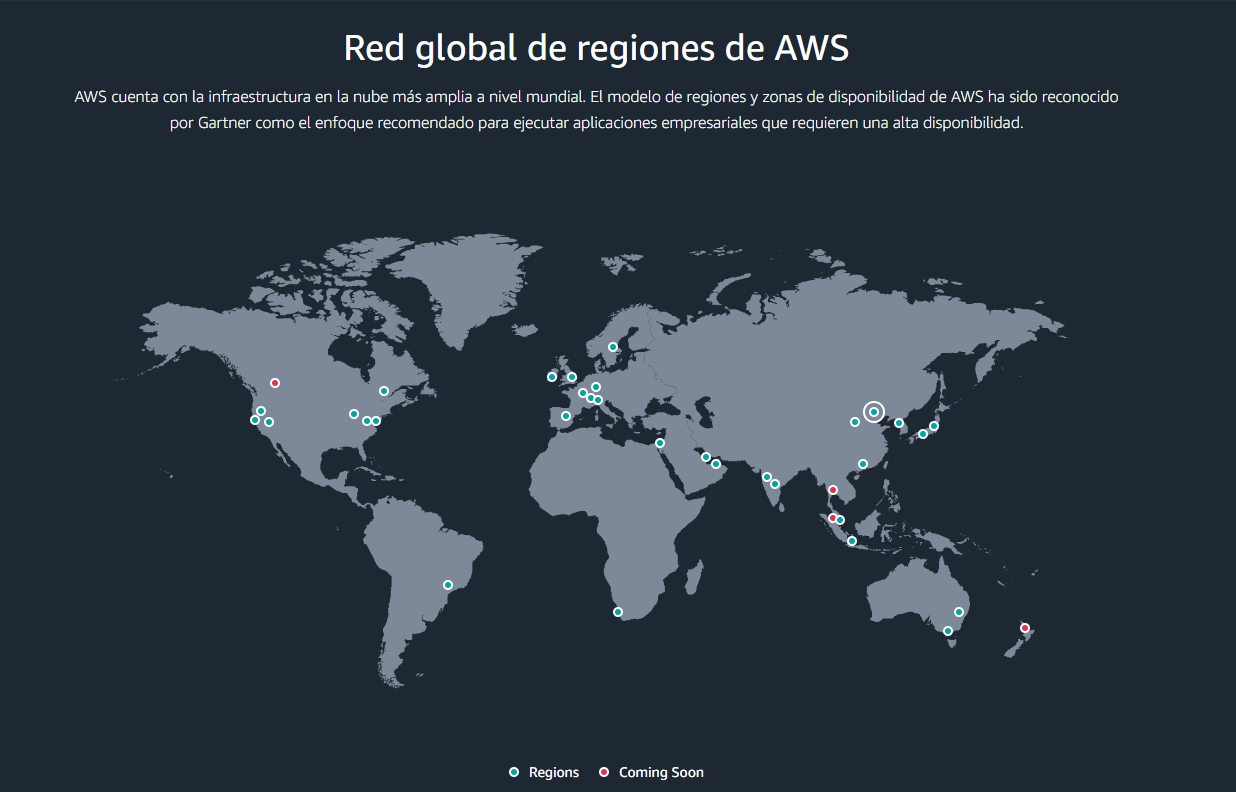 Red global de regiones de AWS
AWS cuenta con la infraestructura en la nube más amplia a nivel mundial. El modelo de regiones y zonas de disponibilidad de AWS ha sido reconocido
por Gartner como el enfoque recomendado para ejecutar aplicaciones empresariales que requieren una alta disponibilidad.
Regions Coming Soon